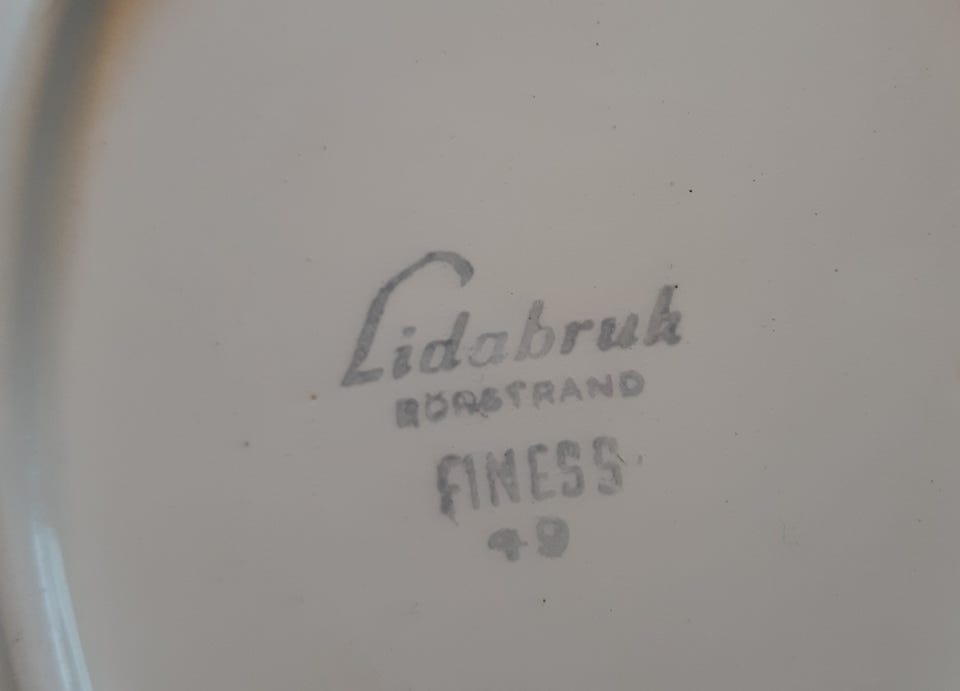 Lidabruk
RÖRSTRAND
FINESS
49